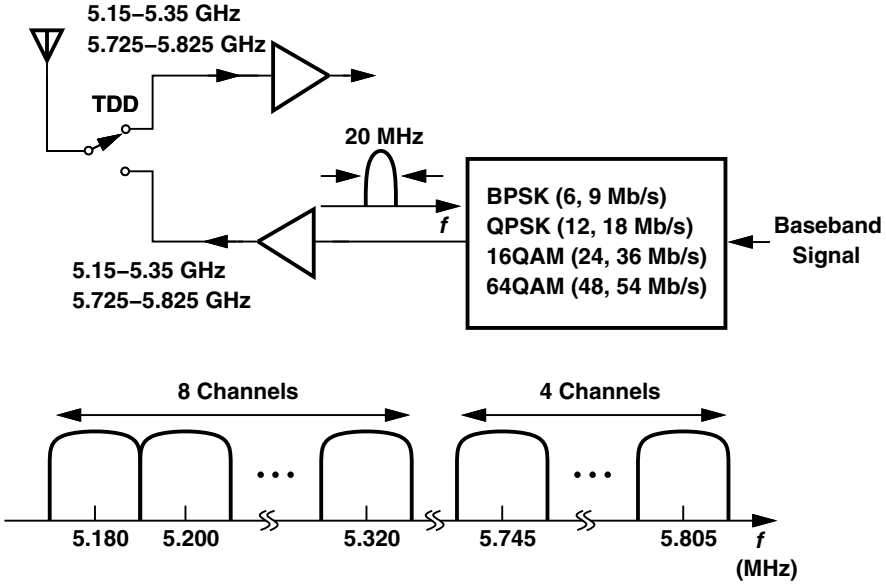 5.15–5.35 GHz
5.725–5.825 GHz
TDD
20 MHz
f
BPSK (6, 9 Mb/s)
QPSK (12, 18 Mb/s)
16QAM (24, 36 Mb/s)
64QAM (48, 54 Mb/s)
Baseband
Signal
5.15–5.35 GHz
5.725–5.825 GHz
8 Channels
4 Channels
5.180 5.200 5.320 5.745 5.805 f
(MHz)